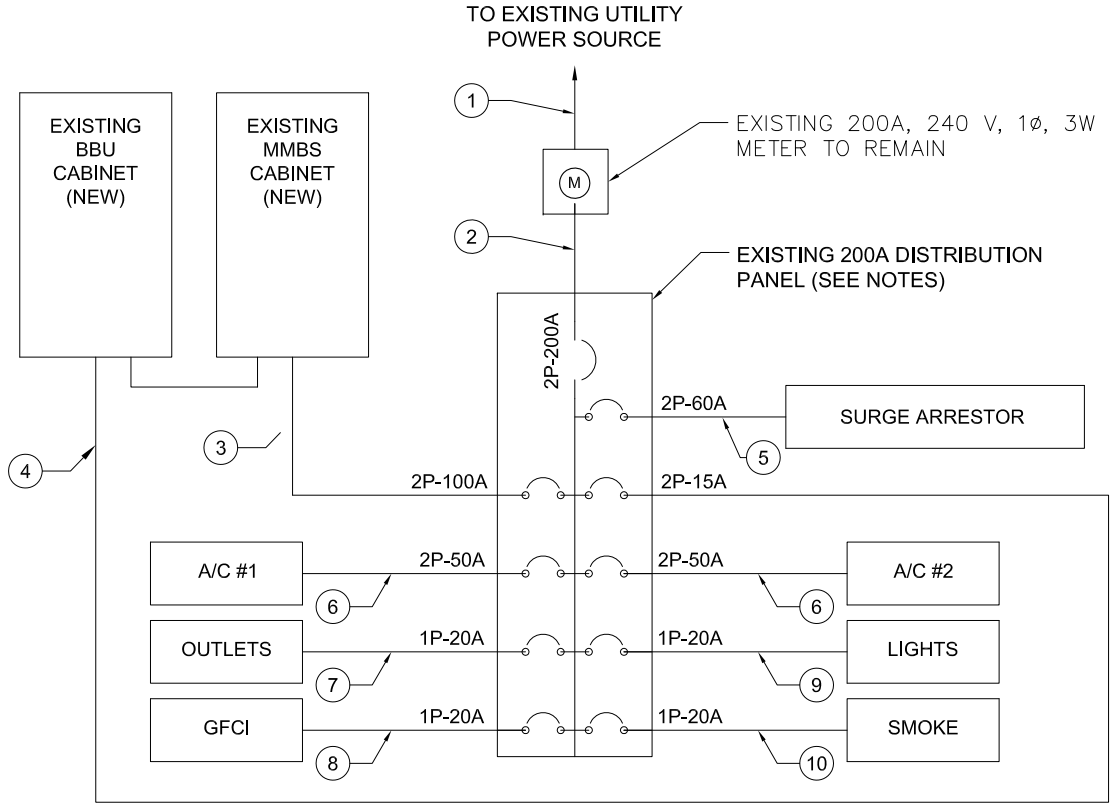 TO EXISTING UTILITY
POWER SOURCE
1
EXISTING
BBU
CABINET
(NEW)
EXISTING
MMBS
CABINET
(NEW)
EXISTING 200A, 240 V, 1ø, 3W
METER TO REMAIN
M
2
EXISTING 200A DISTRIBUTION
PANEL (SEE NOTES)
2P-200A
2P-60A
SURGE ARRESTOR
3
4
5
2P-100A
2P-15A
A/C #1
2P-50A
2P-50A
A/C #2
6
6
OUTLETS
1P-20A
1P-20A
LIGHTS
7
9
GFCI
1P-20A
1P-20A
SMOKE
8
10